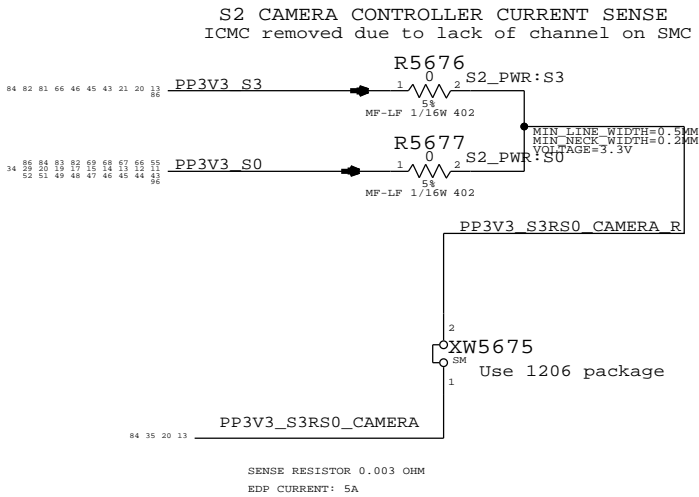 S2 CAMERA CONTROLLER CURRENT SENSE
ICMC removed due to lack of channel on SMC
R5676
0
84 82 81 66 46 45 43 21 20 13
86
PP3V3_S3
1
2
S2_PWR:S3
5%
MF-LF 1/16W 402
MIN_LINE_WIDTH=0.5MM
MIN_NECK_WIDTH=0.2MM
VOLTAGE=3.3V
R5677
0
86 84 83 82 69 68 67 66 55
34 29 20 19 17 15 14 13 12 11
52 51 49 48 47 46 45 44 43
96
PP3V3_S0
1
2
S2_PWR:S0
5%
MF-LF 1/16W 402
PP3V3_S3RS0_CAMERA_R
2
XW5675
SM
Use 1206 package
1
PP3V3_S3RS0_CAMERA
84 35 20 13
SENSE RESISTOR 0.003 OHM
EDP CURRENT: 5A